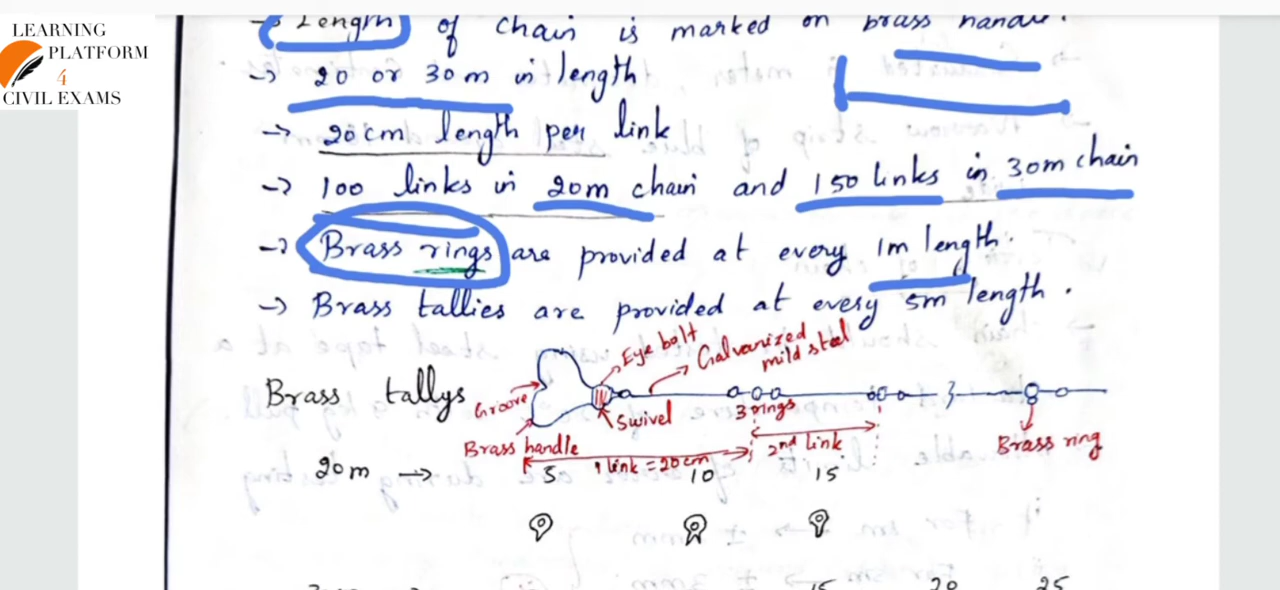 LEARNING
PLATFORM
4
CIVIL EXAMS
→ Length of chain is marked on brass handle.
→ 20 or 30m in length
→ 20cm length per link
→ 100 links in 20m chain and 150 links in 30m chain
→ Brass rings are provided at every 1m length.
→ Brass tallies are provided at every 5m length.
Brass tallys
Eye bolt
Galvanized
mild steel
Groove
Swivel
3 rings
Brass handle
1 link = 20cm
2nd link
Brass ring
20m →
5 10 15
15 20 25